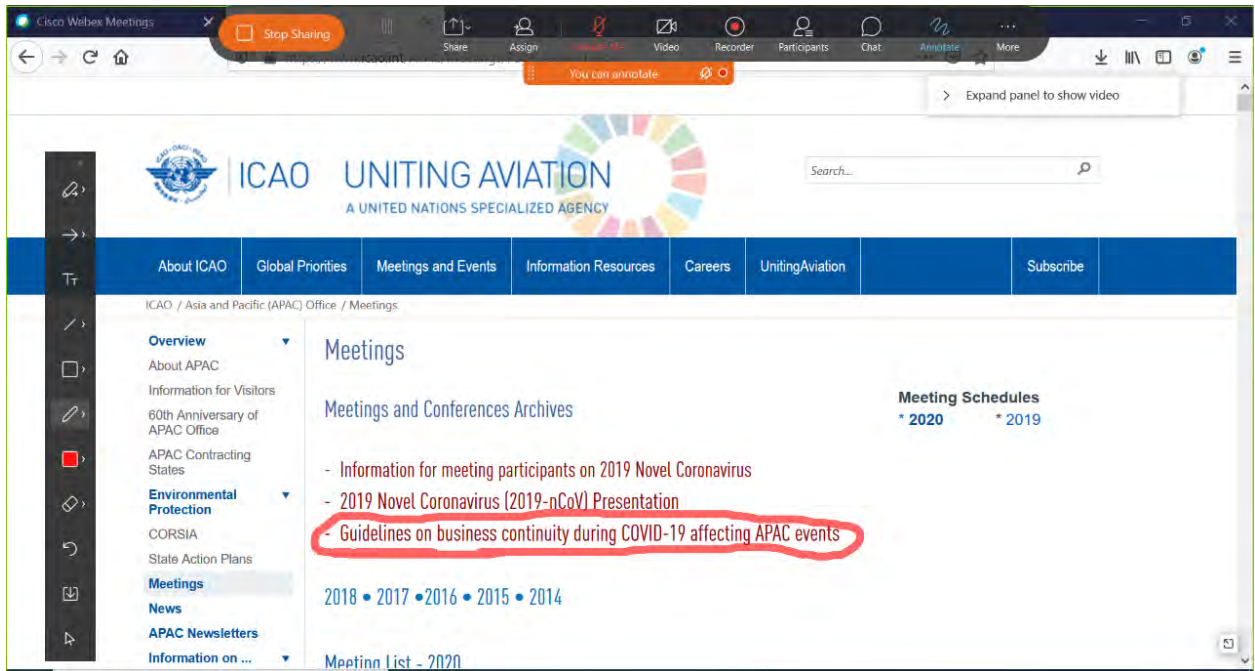 Cisco Webex Meetings
Stop Sharing
Share
Assign
Video
Recorder
Participants
Chat
Annotate
More
You can annotate
Expand panel to show video
ICAO
UNITING AVIATION
A UNITED NATIONS SPECIALIZED AGENCY
Search...
About ICAO
Global Priorities
Meetings and Events
Information Resources
Careers
UnitingAviation
Subscribe
ICAO / Asia and Pacific (APAC) Office / Meetings
Overview
About APAC
Information for Visitors
60th Anniversary of
APAC Office
APAC Contracting
States
Environmental
Protection
CORSIA
State Action Plans
Meetings
News
APAC Newsletters
Information on ...
Meetings
Meetings and Conferences Archives
- Information for meeting participants on 2019 Novel Coronavirus
- 2019 Novel Coronavirus (2019-nCoV) Presentation
- Guidelines on business continuity during COVID-19 affecting APAC events
2018 • 2017 •2016 • 2015 • 2014
Meeting List - 2020
Meeting Schedules
* 2020 * 2019